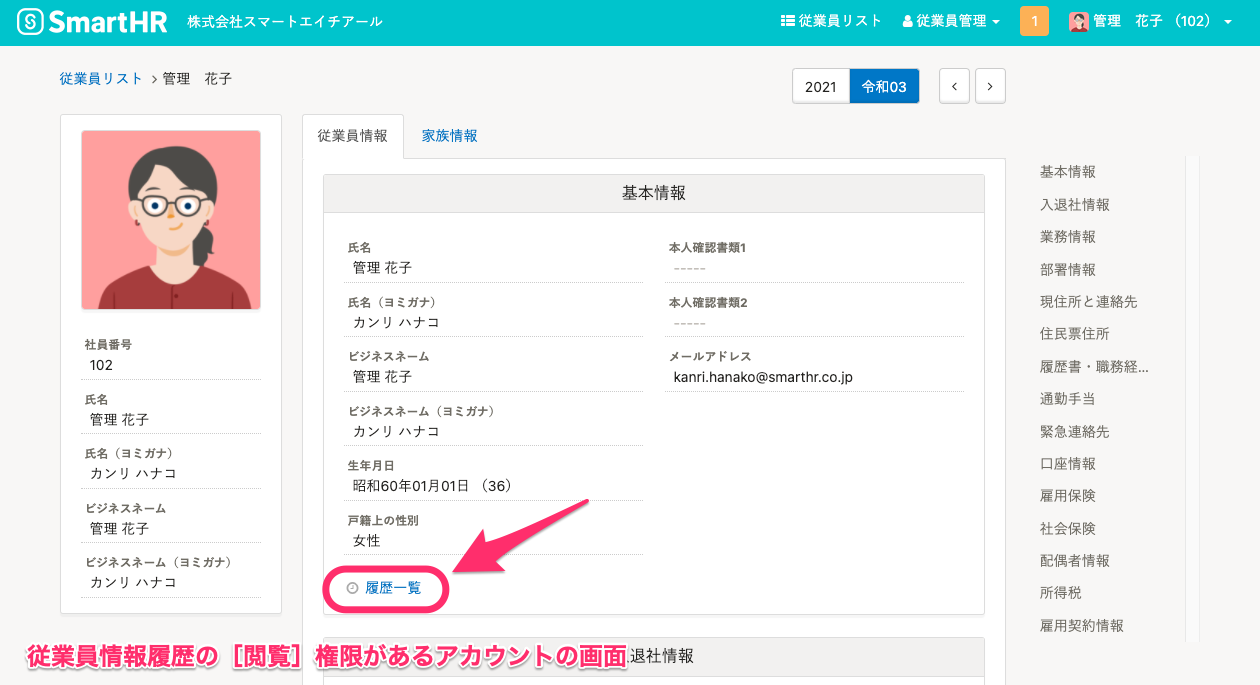 SmartHR 株式会社スマートエイチアール 従業員リスト 従業員管理 1 管理 花子 (102)
従業員リスト > 管理 花子
2021 令和03 < >
社員番号
102
氏名
管理 花子
氏名（ヨミガナ）
カンリ ハナコ
ビジネスネーム
管理 花子
ビジネスネーム（ヨミガナ）
カンリ ハナコ
従業員情報 家族情報
基本情報
氏名
管理 花子
氏名（ヨミガナ）
カンリ ハナコ
ビジネスネーム
管理 花子
ビジネスネーム（ヨミガナ）
カンリ ハナコ
生年月日
昭和60年01月01日 （36）
戸籍上の性別
女性
履歴一覧
本人確認書類1
-----
本人確認書類2
-----
メールアドレス
kanri.hanako@smarthr.co.jp
退社情報
基本情報
入退社情報
業務情報
部署情報
現住所と連絡先
住民票住所
履歴書・職務経...
通勤手当
緊急連絡先
口座情報
雇用保険
社会保険
配偶者情報
所得税
雇用契約情報
従業員情報履歴の［閲覧］権限があるアカウントの画面